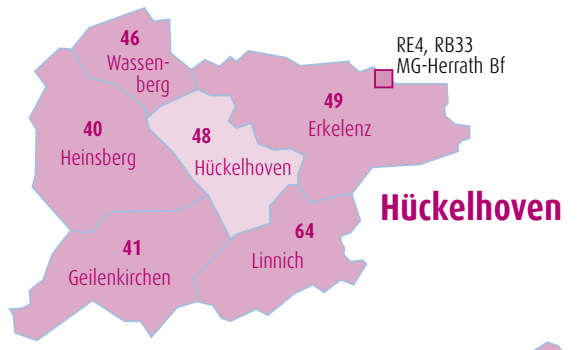 46
Wassen-
berg
RE4, RB33
MG-Herrath Bf
49
Erkelenz
40
Heinsberg
48
Hückelhoven
Hückelhoven
64
Linnich
41
Geilenkirchen